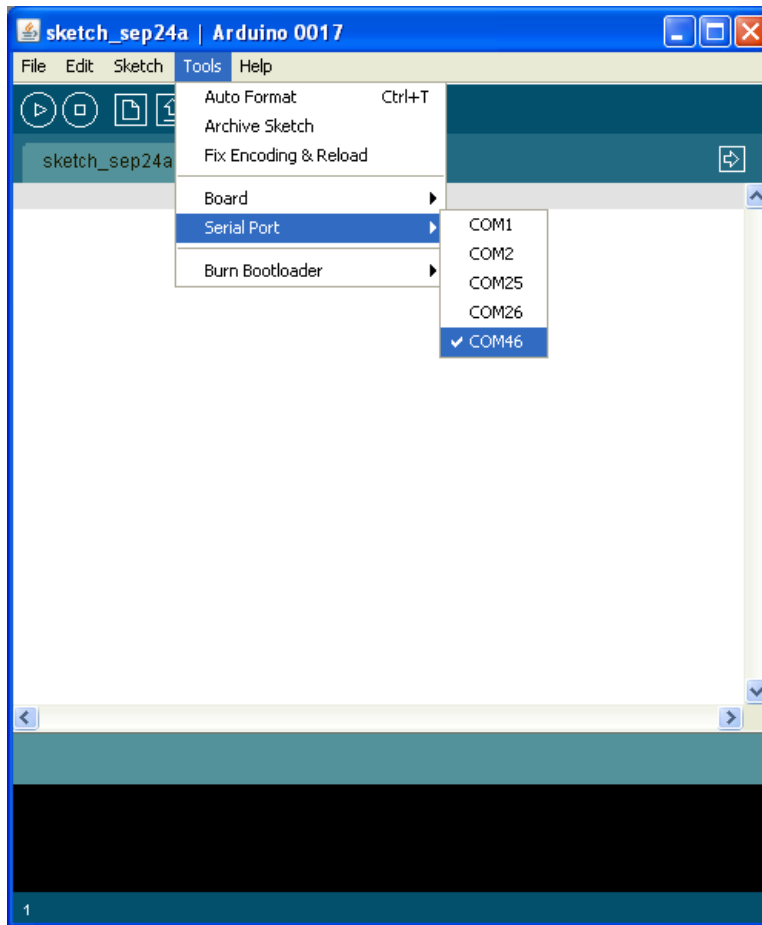 sketch_sep24a | Arduino 0017
File Edit Sketch Tools Help
sketch_sep24a
Auto Format Ctrl+T
Archive Sketch
Fix Encoding & Reload
Board
Serial Port
Burn Bootloader
COM1
COM2
COM25
COM26
COM46
1